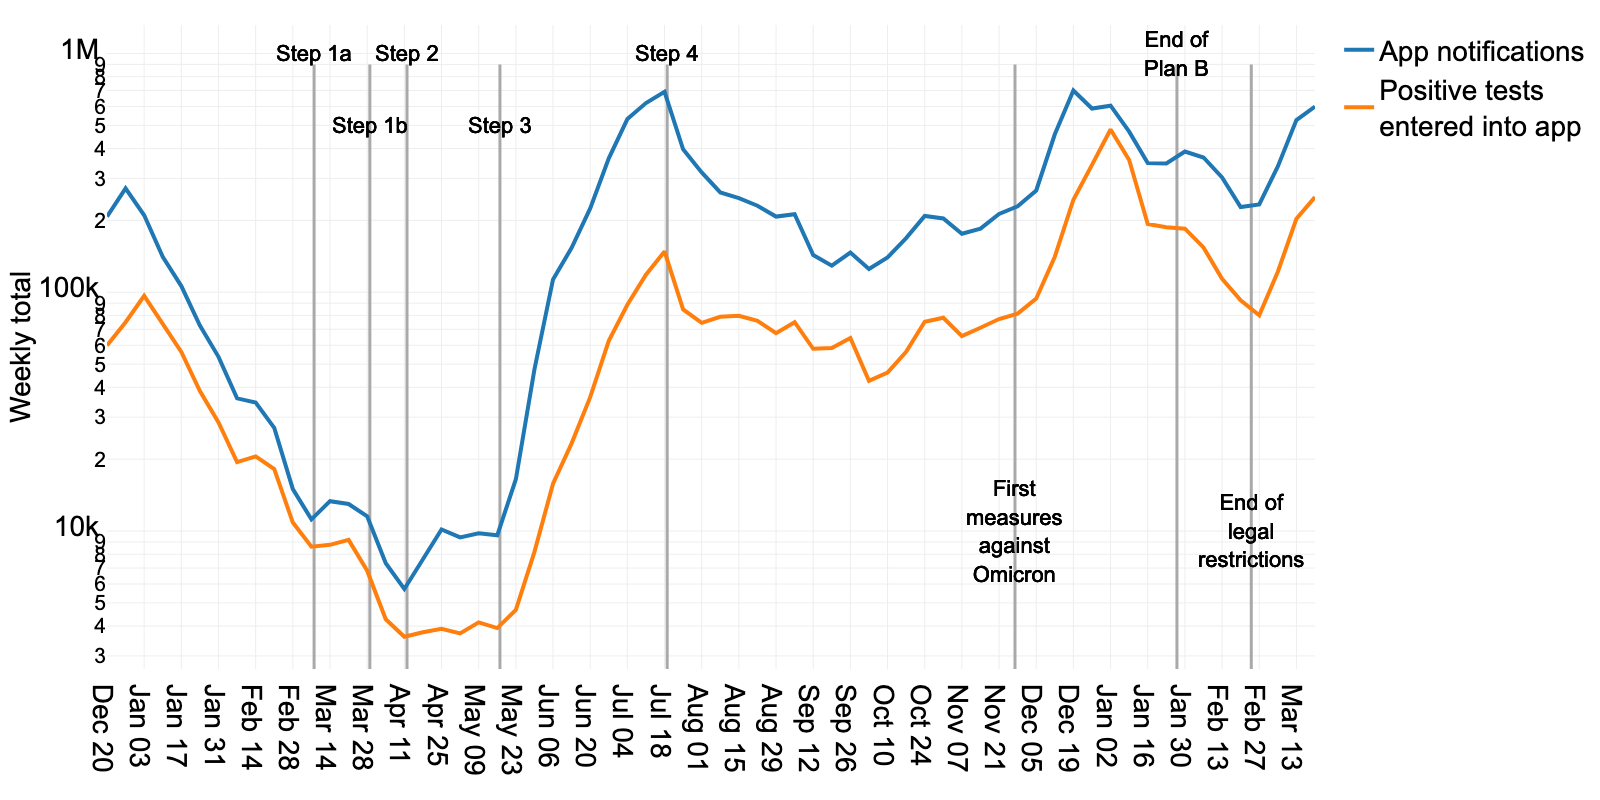 Step 1a
Step 2
Step 4
End of
Plan B
Step 1b
Step 3
App notifications
Positive tests
entered into app
Weekly total
1M
9
8
7
6
5
4
3
2
100k
9
8
7
6
5
4
3
2
10k
9
8
7
6
5
4
3
First
measures
against
Omicron
End of
legal
restrictions
Dec 20
Jan 03
Jan 17
Jan 31
Feb 14
Feb 28
Mar 14
Mar 28
Apr 11
Apr 25
May 09
May 23
Jun 06
Jun 20
Jul 04
Jul 18
Aug 01
Aug 15
Aug 29
Sep 12
Sep 26
Oct 10
Oct 24
Nov 07
Nov 21
Dec 05
Dec 19
Jan 02
Jan 16
Jan 30
Feb 13
Feb 27
Mar 13